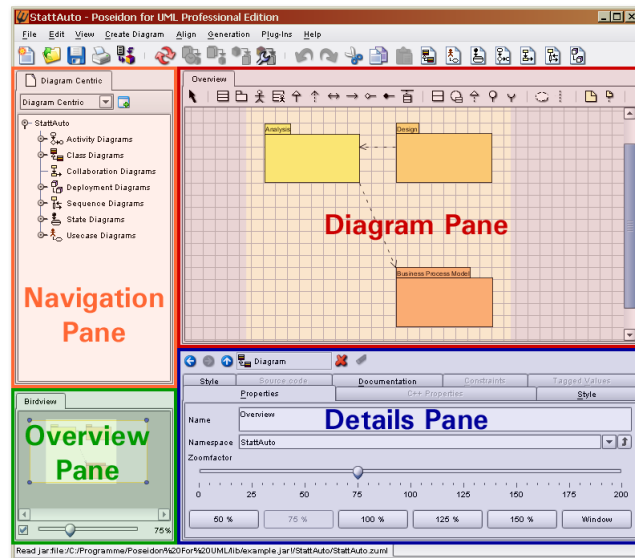 StattAuto - Poseidon for UML Professional Edition
File Edit View Create Diagram Align Generation Plug-Ins Help
Diagram Centric
Diagram Centric
StattAuto
Activity Diagrams
Class Diagrams
Collaboration Diagrams
Deployment Diagrams
Sequence Diagrams
State Diagrams
Usecase Diagrams
Navigation
Pane
Overview
Analysis
Design
Diagram Pane
Business Process Model
Birdview
Overview
Pane
75%
Diagram
Style Source code Documentation Constraints Tagged Values
Properties C++ Properties Style
Name Overview
Details Pane
Namespace StattAuto
Zoomfactor
0 25 50 75 100 125 150 175 200
50 % 75 % 100 % 125 % 150 % Window
Read jar:file:/C:/Programme/Poseidon%20For%20UML/lib/example.jar!/StattAuto/StattAuto.zuml